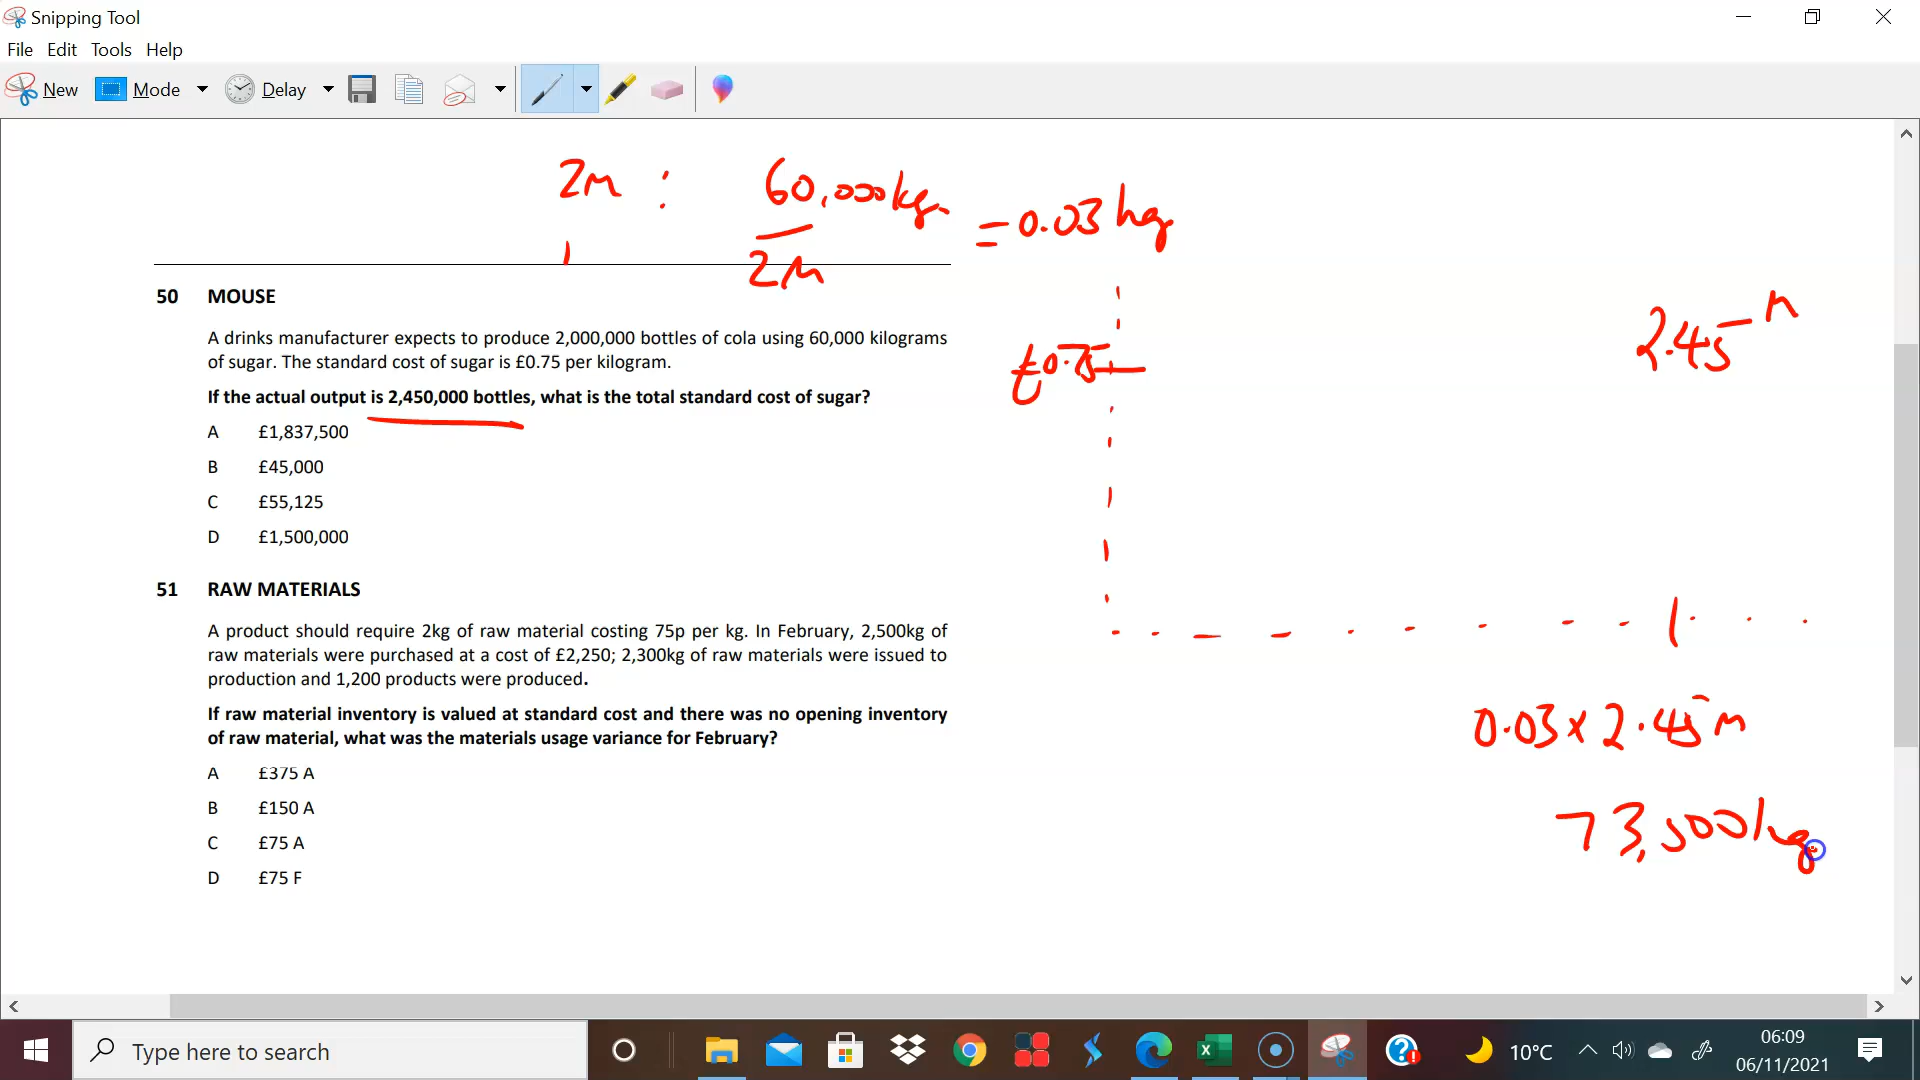 Snipping Tool
File Edit Tools Help
New Mode Delay
2M : 60,000kg
1 2M = 0.03 kg
50 MOUSE
A drinks manufacturer expects to produce 2,000,000 bottles of cola using 60,000 kilograms
of sugar. The standard cost of sugar is £0.75 per kilogram.
If the actual output is 2,450,000 bottles, what is the total standard cost of sugar?
A £1,837,500
B £45,000
C £55,125
D £1,500,000
£0.75
2.45 M
51 RAW MATERIALS
A product should require 2kg of raw material costing 75p per kg. In February, 2,500kg of
raw materials were purchased at a cost of £2,250; 2,300kg of raw materials were issued to
production and 1,200 products were produced.
If raw material inventory is valued at standard cost and there was no opening inventory
of raw material, what was the materials usage variance for February?
A £375 A
B £150 A
C £75 A
D £75 F
0.03 x 2.45 M
73,500kg
Type here to search
10°C
06:09
06/11/2021